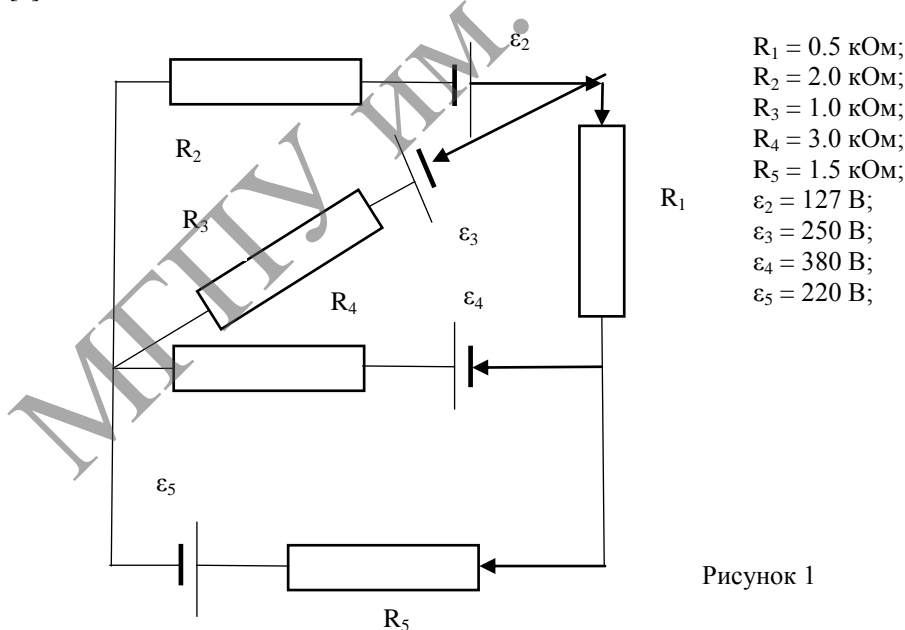 ε2
R1 = 0.5 кОм;
R2 = 2.0 кОм;
R3 = 1.0 кОм;
R4 = 3.0 кОм;
R5 = 1.5 кОм;
ε2 = 127 В;
ε3 = 250 В;
ε4 = 380 В;
ε5 = 220 В;
R2
R1
R3
ε3
R4
ε4
ε5
R5
Рисунок 1
МГПУ им.